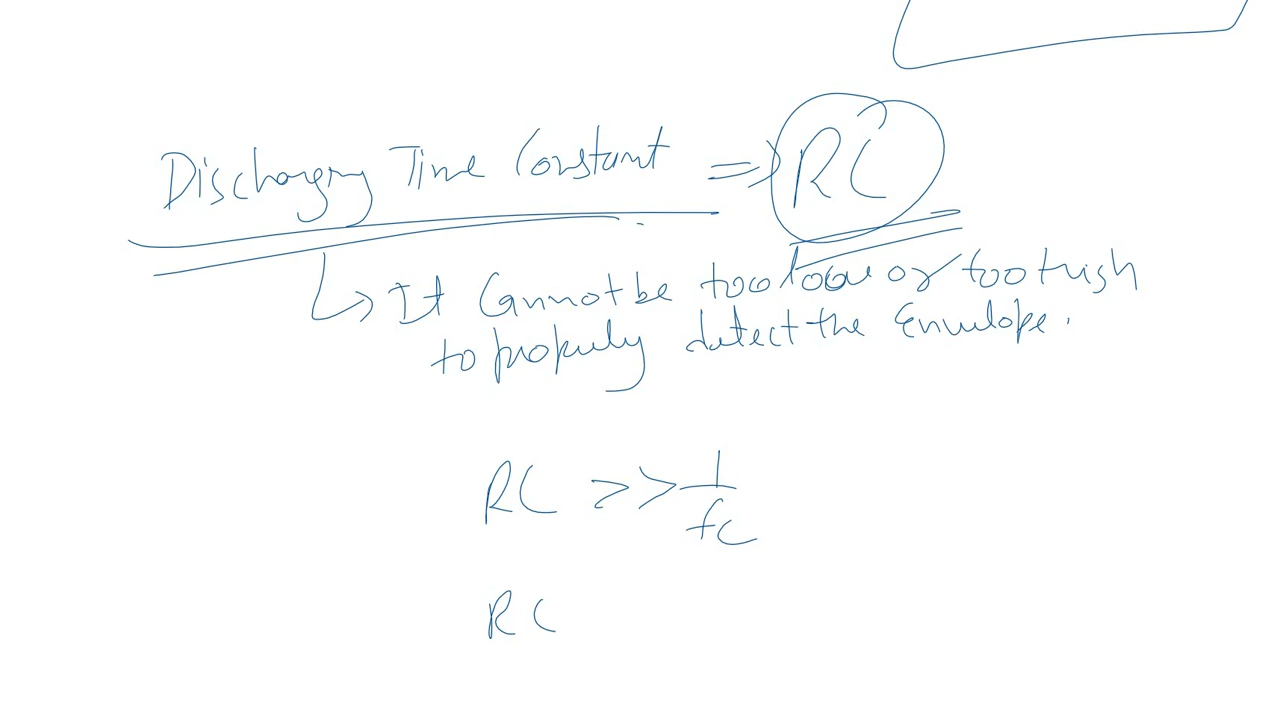 Discharging Time Constant => RC
It Cannot be too low or too high
to properly detect the Envelope.
RC >> 1/fc
RC